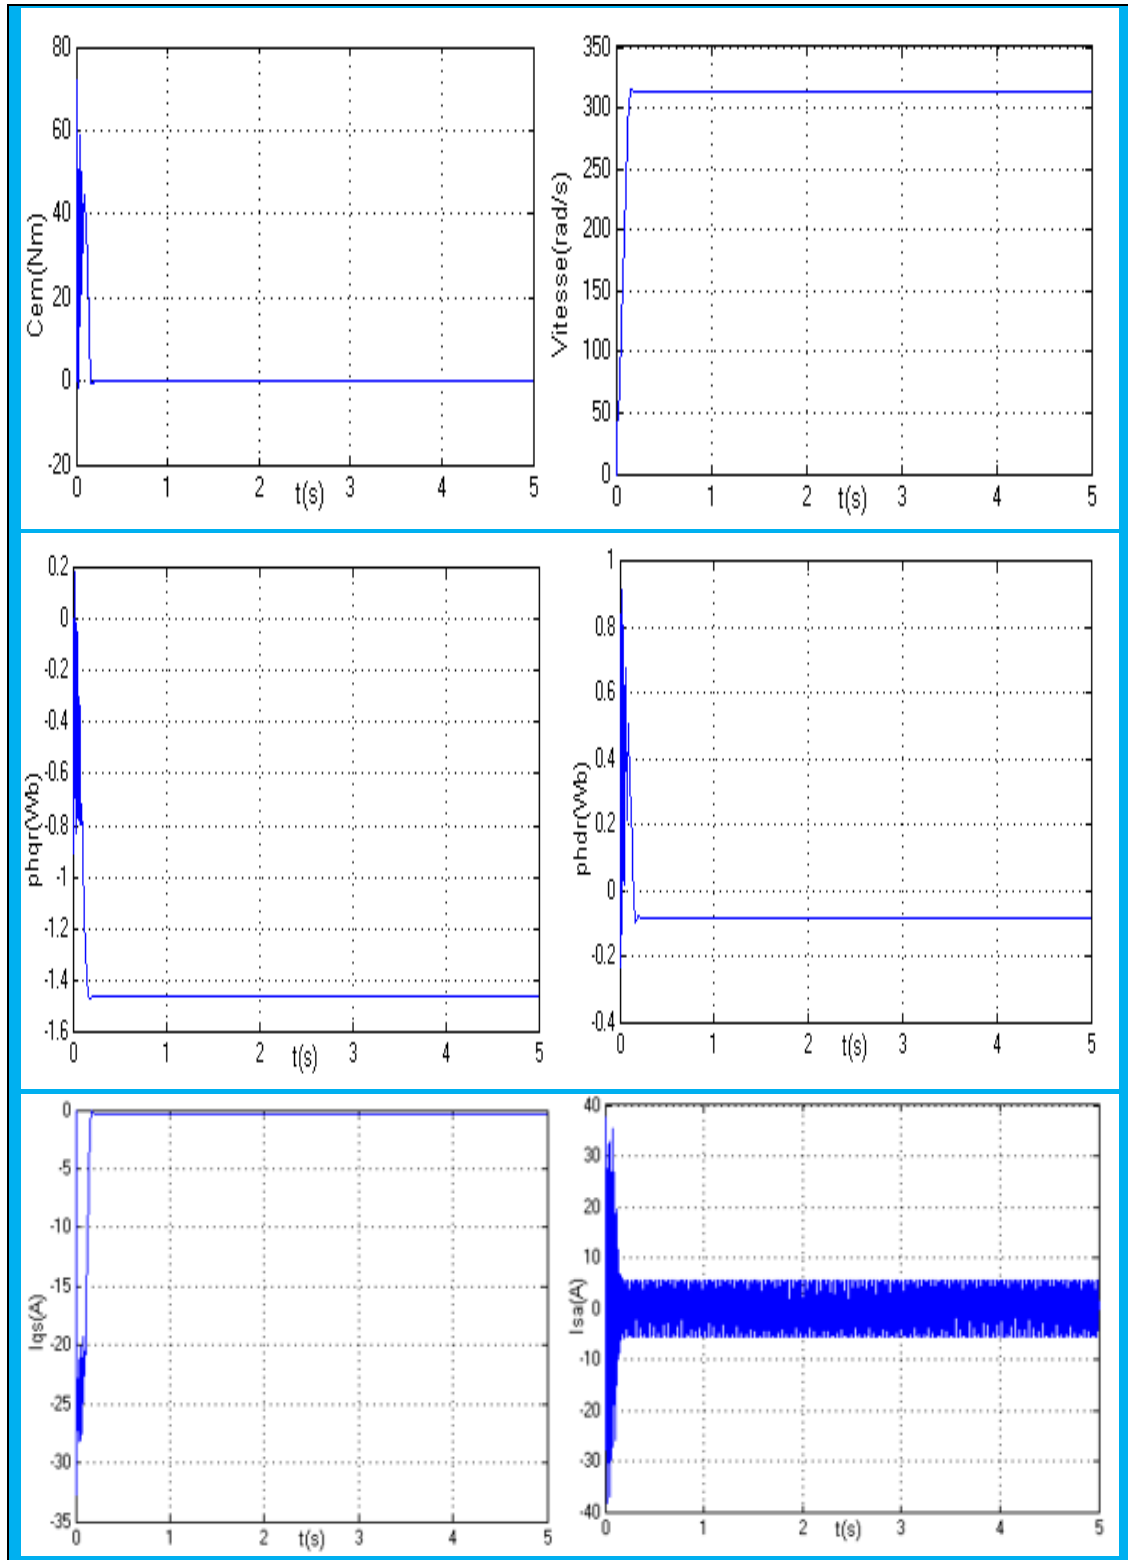 80
60
40
20
0
-20
Cem(Nm)
0 1 2 3 4 5
t(s)
350
300
250
200
150
100
50
0
Vitesse(rad/s)
0 1 2 3 4 5
t(s)
0.2
0
-0.2
-0.4
-0.6
-0.8
-1
-1.2
-1.4
-1.6
phqr(Wb)
0 1 2 3 4 5
t(s)
1
0.8
0.6
0.4
0.2
0
-0.2
-0.4
phdr(Wb)
0 1 2 3 4 5
t(s)
0
-5
-10
-15
-20
-25
-30
-35
Iqs(A)
0 1 2 3 4 5
t(s)
40
30
20
10
0
-10
-20
-30
-40
Isa(A)
0 1 2 3 4 5
t(s)